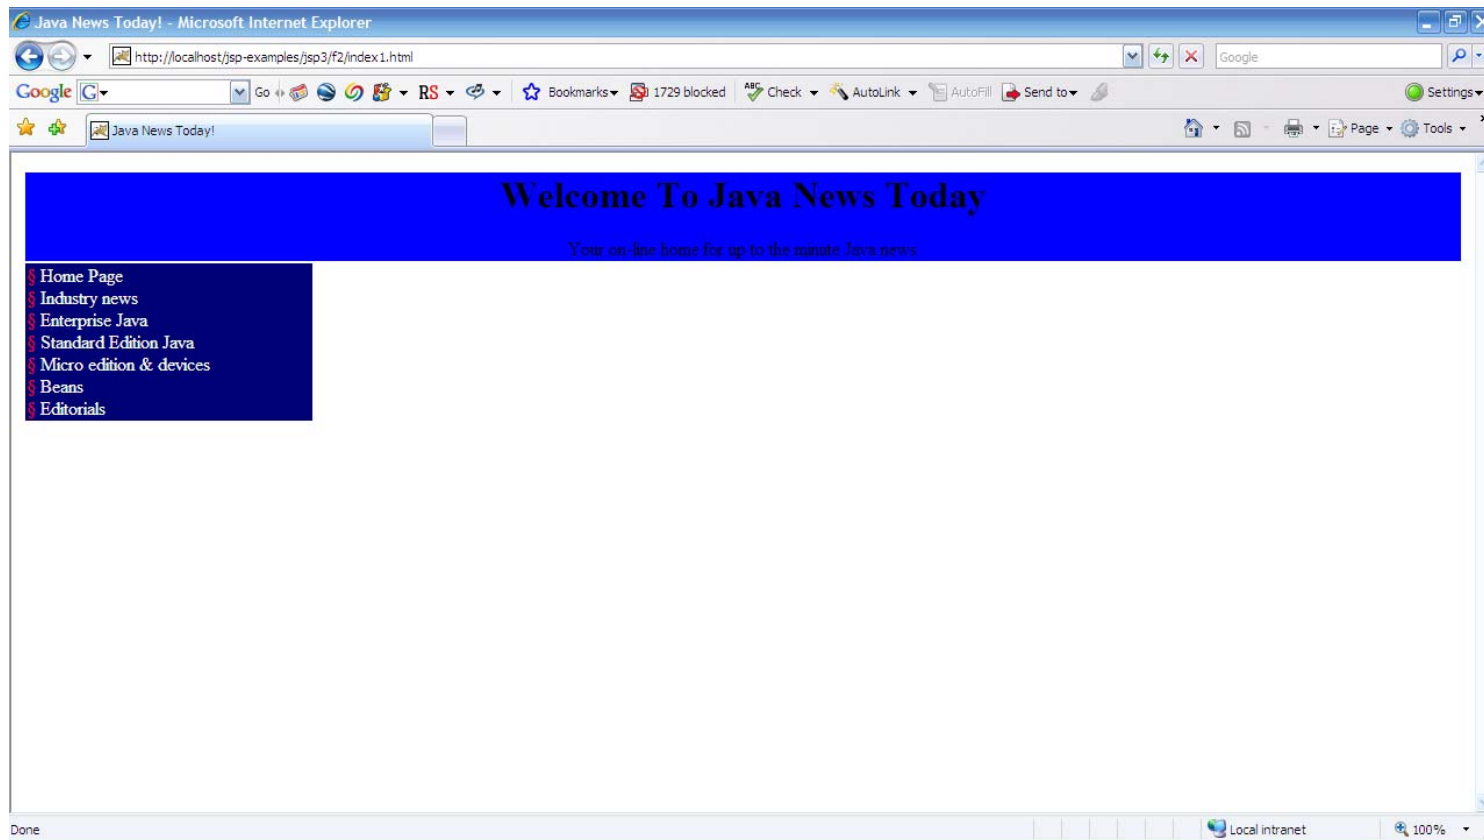 Java News Today! - Microsoft Internet Explorer
http://localhost/jsp-examples/jsp3/f2/index1.html
Google
Google G Go RS Bookmarks 1729 blocked ABC Check AutoLink AutoFill Send to Settings
Java News Today!
Page Tools
Welcome To Java News Today
Your on-line home for up to the minute Java news
§ Home Page
§ Industry news
§ Enterprise Java
§ Standard Edition Java
§ Micro edition & devices
§ Beans
§ Editorials
Done
Local intranet
100%